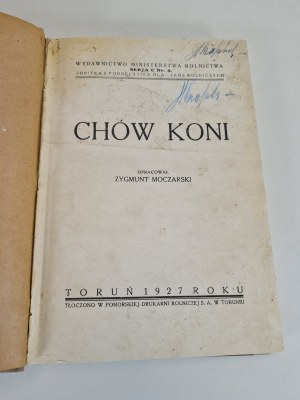 WYDAWNICTWO MINISTERSTWA ROLNICTWA
SERJA C Nr. 4.
CHÓW KONI
OPRACOWAŁ
ZYGMUNT MOCZARSKI
TORUŃ 1927 ROKU
TŁOCZONO W POMORSKIEJ DRUKARNI ROLNICZEJ S. A. W TORUNIU